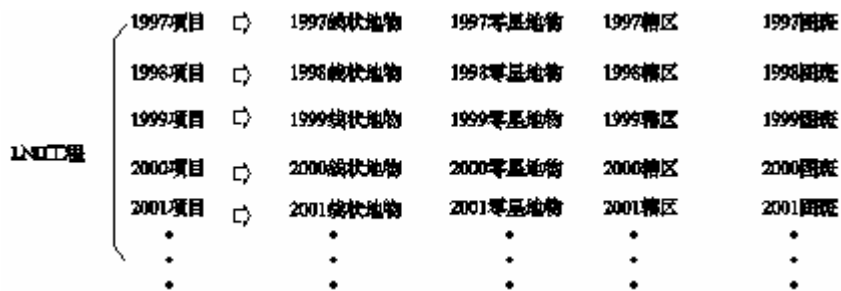 1997项目 1997线状地物 1997零星地物 1997辖区 1997图斑
1998项目 1998线状地物 1998零星地物 1998辖区 1998图斑
1999项目 1999线状地物 1999零星地物 1999辖区 1999图斑
工程
2000项目 2000线状地物 2000零星地物 2000辖区 2000图斑
2001项目 2001线状地物 2001零星地物 2001辖区 2001图斑